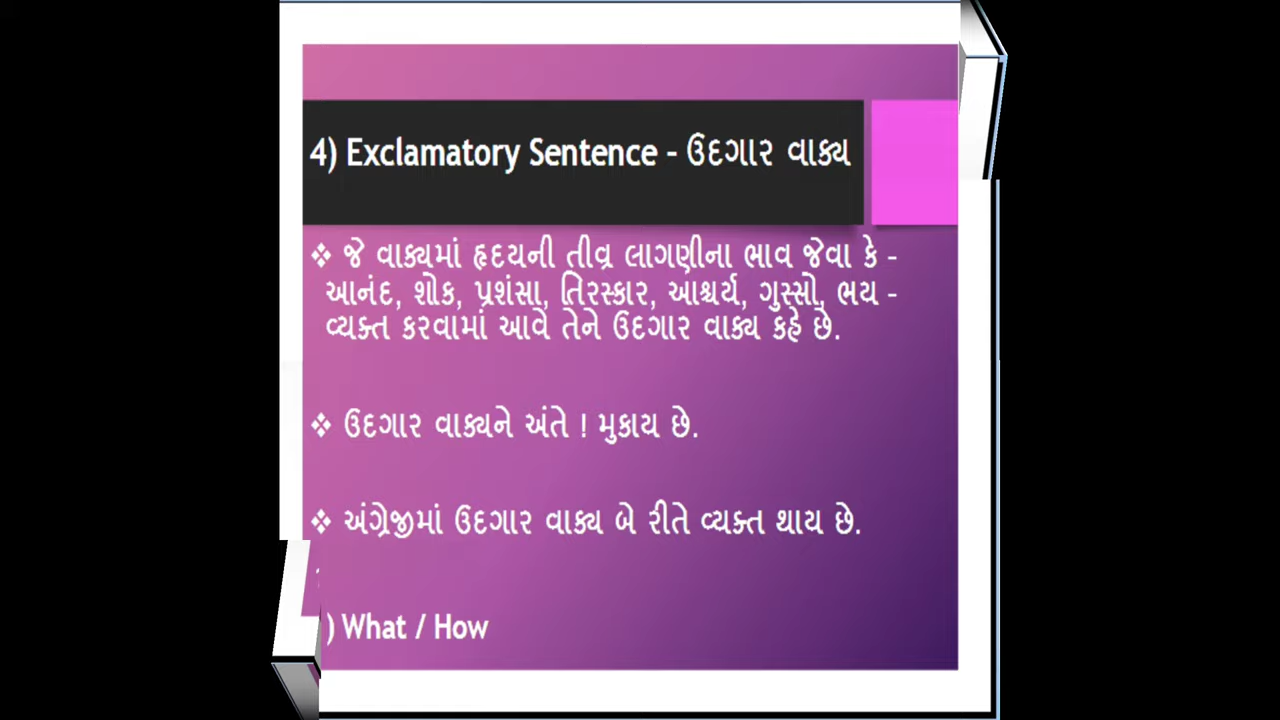 4) Exclamatory Sentence - ઉદગાર વાક્ય
❖ જે વાક્યમાં હૃદયની તીવ્ર લાગણીના ભાવ જેવા કે -
આનંદ, શોક, પ્રશંસા, તિરસ્કાર, આશ્ચર્ય, ગુસ્સો, ભય -
વ્યક્ત કરવામાં આવે તેને ઉદગાર વાક્ય કહે છે.
❖ ઉદગાર વાક્યને અંતે ! મુકાય છે.
❖ અંગ્રેજીમાં ઉદગાર વાક્ય બે રીતે વ્યક્ત થાય છે.
) What / How